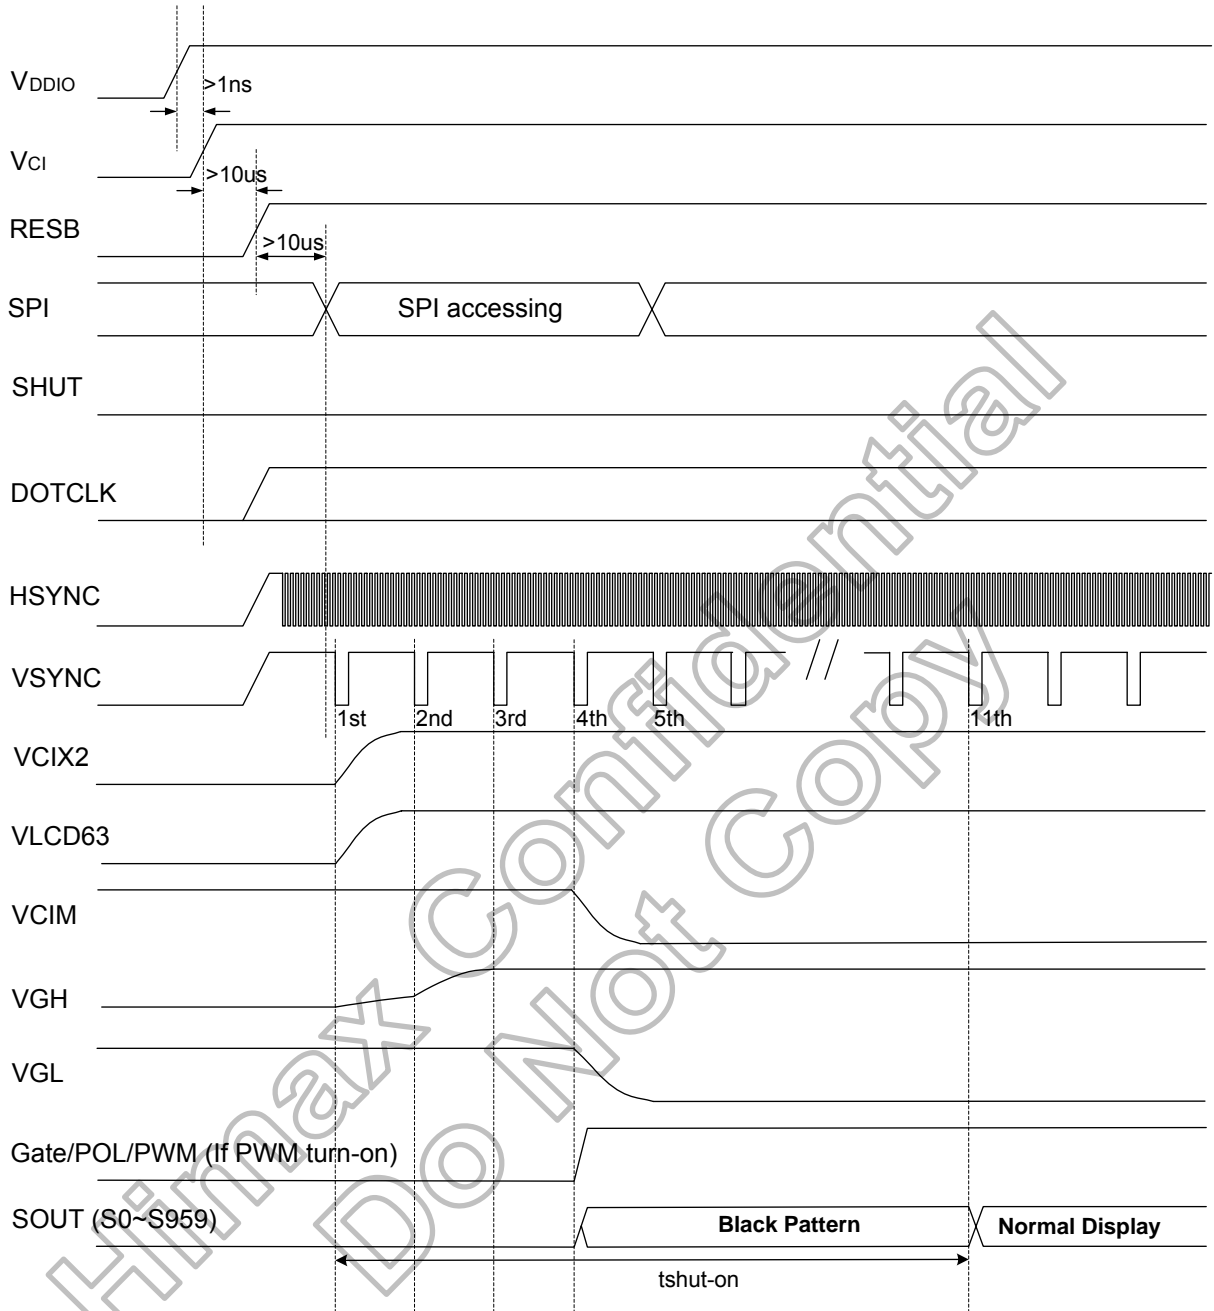 VDDIO
>1ns
VCI
>10us
RESB
>10us
SPI
SPI accessing
SHUT
DOTCLK
HSYNC
VSYNC
1st 2nd 3rd 4th 5th 11th
VCIX2
VLCD63
VCIM
VGH
VGL
Gate/POL/PWM (If PWM turn-on)
SOUT (S0~S959)
Black Pattern
Normal Display
tshut-on
Himax Confidential
Do Not Copy